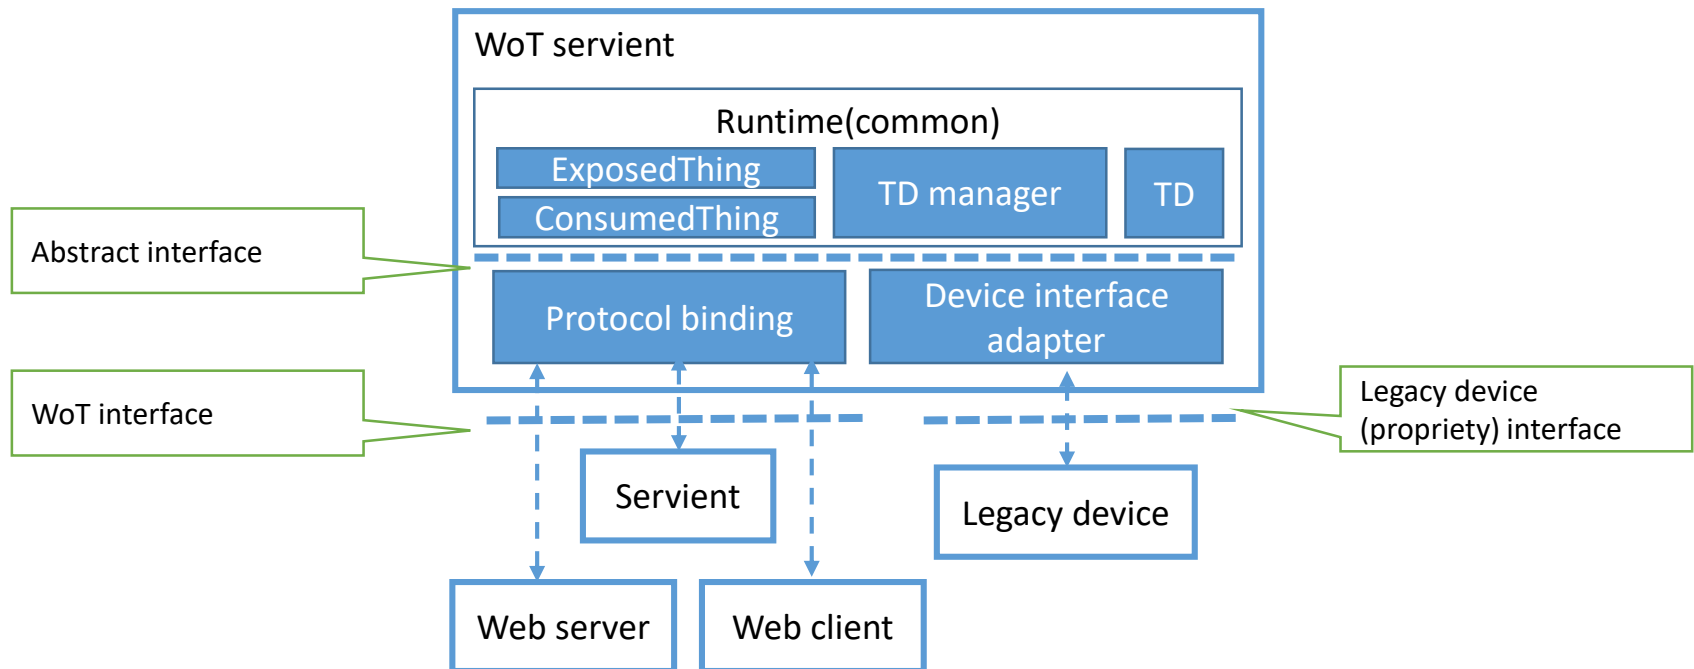 WoT servient
Runtime(common)
ExposedThing
ConsumedThing
TD manager
TD
Abstract interface
Protocol binding
Device interface
adapter
WoT interface
Legacy device
(propriety) interface
Servient
Legacy device
Web server
Web client